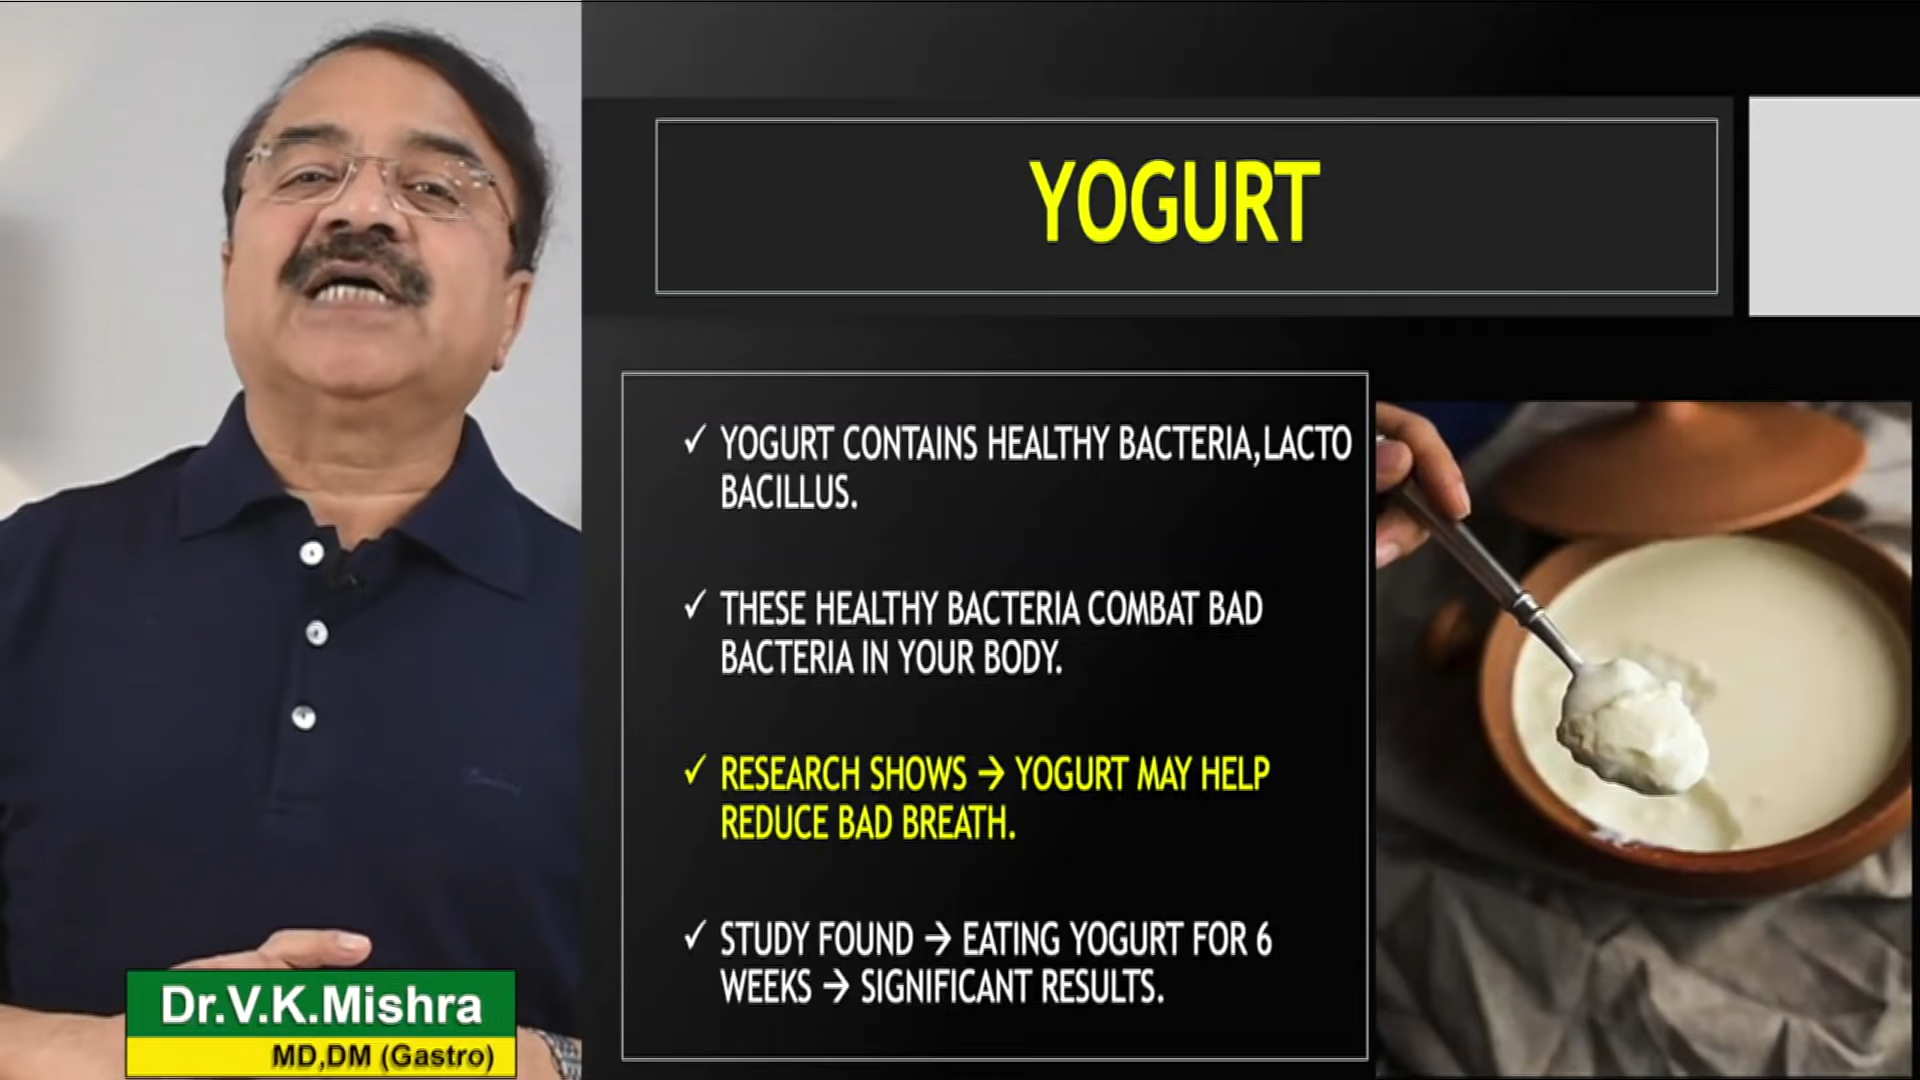 YOGURT
✓ YOGURT CONTAINS HEALTHY BACTERIA,LACTO
BACILLUS.
✓ THESE HEALTHY BACTERIA COMBAT BAD
BACTERIA IN YOUR BODY.
✓ RESEARCH SHOWS → YOGURT MAY HELP
REDUCE BAD BREATH.
✓ STUDY FOUND → EATING YOGURT FOR 6
WEEKS → SIGNIFICANT RESULTS.
Dr.V.K.Mishra
MD,DM (Gastro)